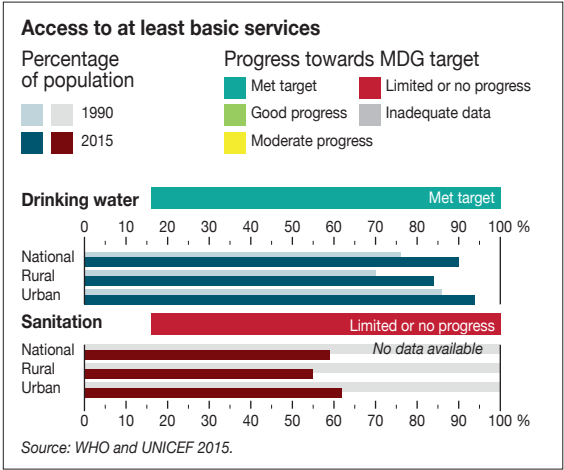 Access to at least basic services
Percentage
of population
1990
2015
Progress towards MDG target
Met target
Limited or no progress
Good progress
Inadequate data
Moderate progress
Drinking water
Met target
0 10 20 30 40 50 60 70 80 90 100 %
National
Rural
Urban
Sanitation
Limited or no progress
National
No data available
Rural
Urban
0 10 20 30 40 50 60 70 80 90 100 %
Source: WHO and UNICEF 2015.